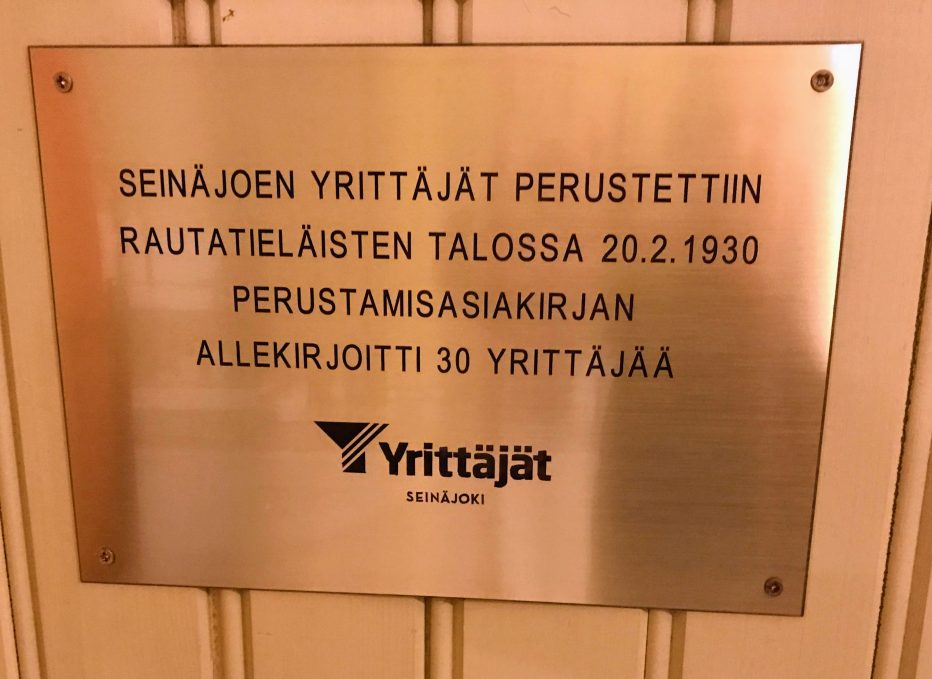 SEINÄJOEN YRITTÄJÄT PERUSTETTIIN
RAUTATIELÄISTEN TALOSSA 20.2.1930
PERUSTAMISASIAKIRJAN
ALLEKIRJOITTI 30 YRITTÄJÄÄ
Yrittäjät
SEINÄJOKI